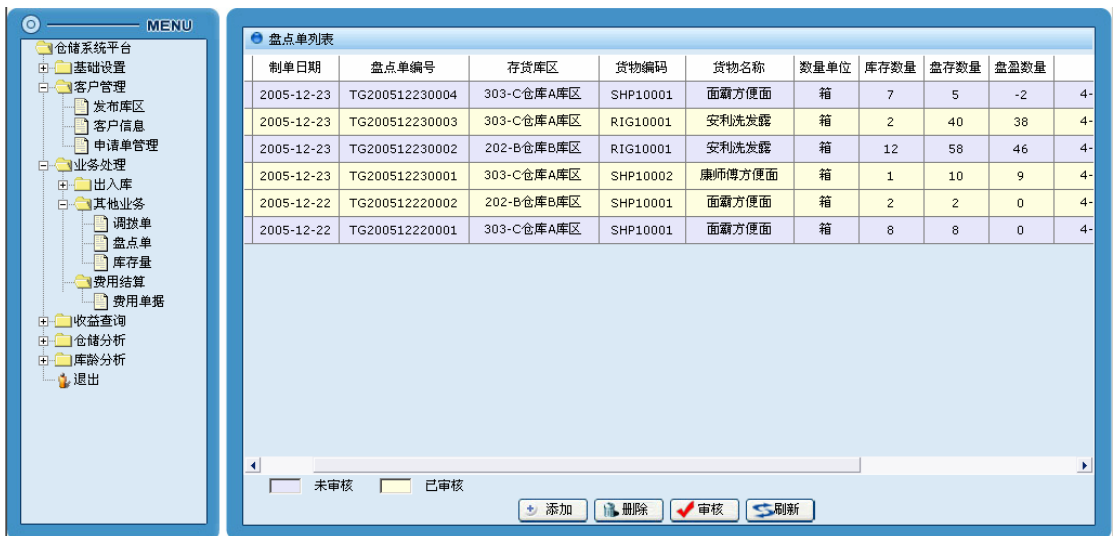 MENU
仓储系统平台
基础设置
客户管理
发布库区
客户信息
申请单管理
业务处理
出入库
其他业务
调拨单
盘点单
库存量
费用结算
费用单据
收益查询
仓储分析
库龄分析
退出
盘点单列表
制单日期 盘点单编号 存货库区 货物编码 货物名称 数量单位 库存数量 盘存数量 盘盈数量
2005-12-23 TG200512230004 303-C仓库A库区 SHP10001 面霸方便面 箱 7 5 -2 4-
2005-12-23 TG200512230003 303-C仓库A库区 RIG10001 安利洗发露 箱 2 40 38 4-
2005-12-23 TG200512230002 202-B仓库B库区 RIG10001 安利洗发露 箱 12 58 46 4-
2005-12-23 TG200512230001 303-C仓库A库区 SHP10002 康师傅方便面 箱 1 10 9 4-
2005-12-22 TG200512220002 202-B仓库B库区 SHP10001 面霸方便面 箱 2 2 0 4-
2005-12-22 TG200512220001 303-C仓库A库区 SHP10001 面霸方便面 箱 8 8 0 4-
未审核 已审核
添加 删除 审核 刷新